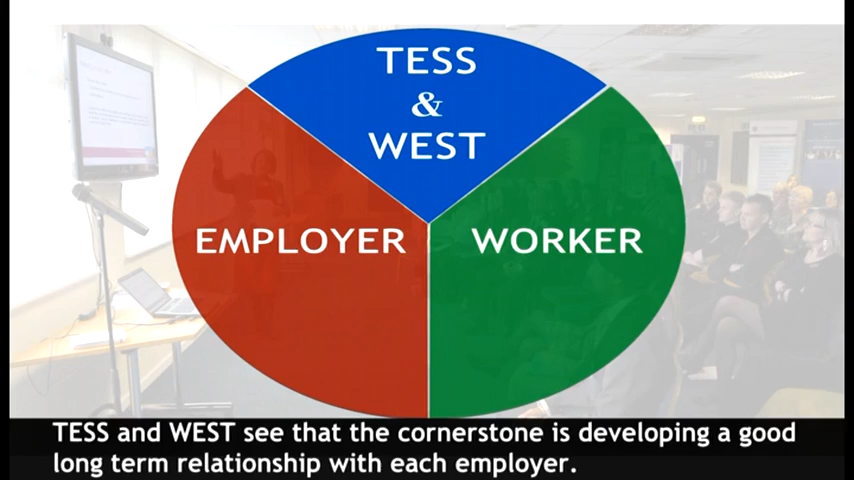 TESS
&
WEST
EMPLOYER
WORKER
TESS and WEST see that the cornerstone is developing a good
long term relationship with each employer.